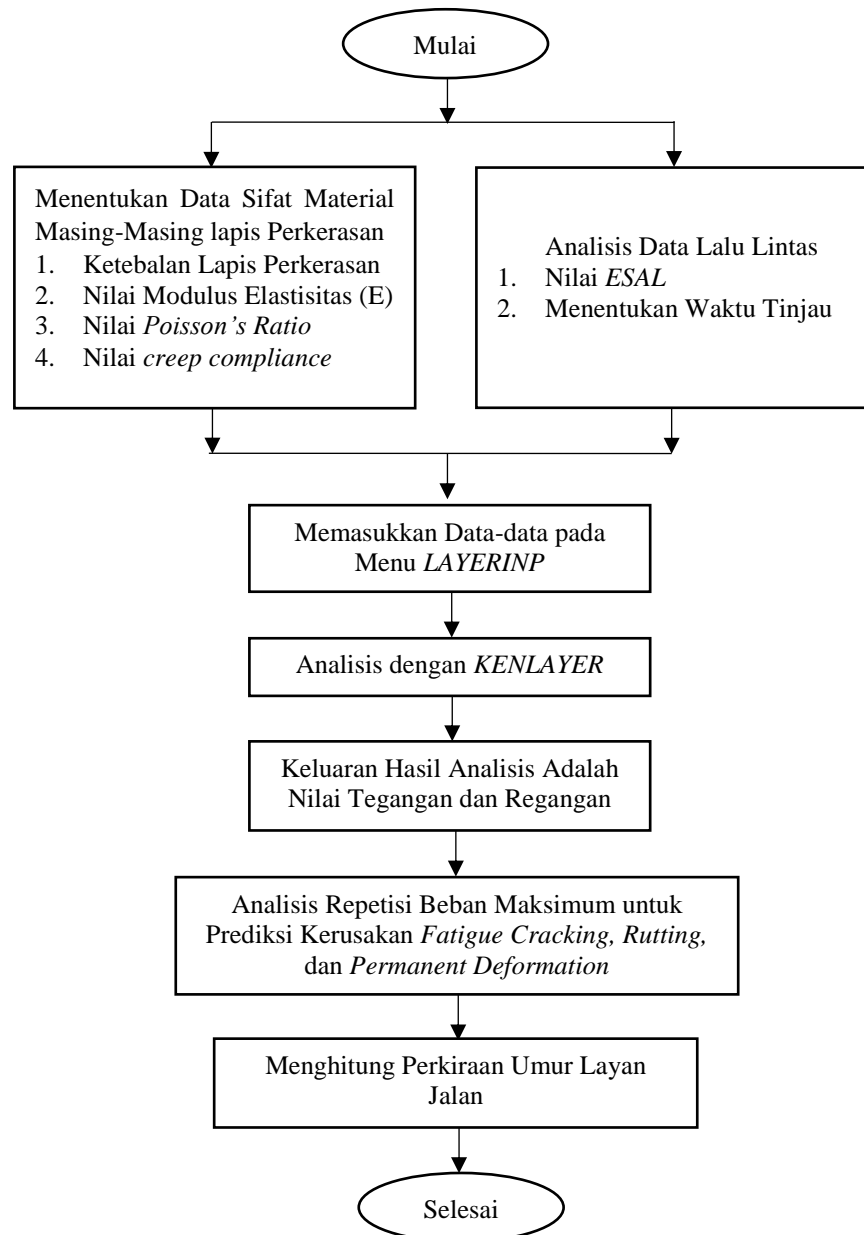 Mulai
Menentukan Data Sifat Material
Masing-Masing lapis Perkerasan
1. Ketebalan Lapis Perkerasan
2. Nilai Modulus Elastisitas (E)
3. Nilai Poisson’s Ratio
4. Nilai creep compliance
Analisis Data Lalu Lintas
1. Nilai ESAL
2. Menentukan Waktu Tinjau
Memasukkan Data-data pada
Menu LAYERINP
Analisis dengan KENLAYER
Keluaran Hasil Analisis Adalah
Nilai Tegangan dan Regangan
Analisis Repetisi Beban Maksimum untuk
Prediksi Kerusakan Fatigue Cracking, Rutting,
dan Permanent Deformation
Menghitung Perkiraan Umur Layan
Jalan
Selesai